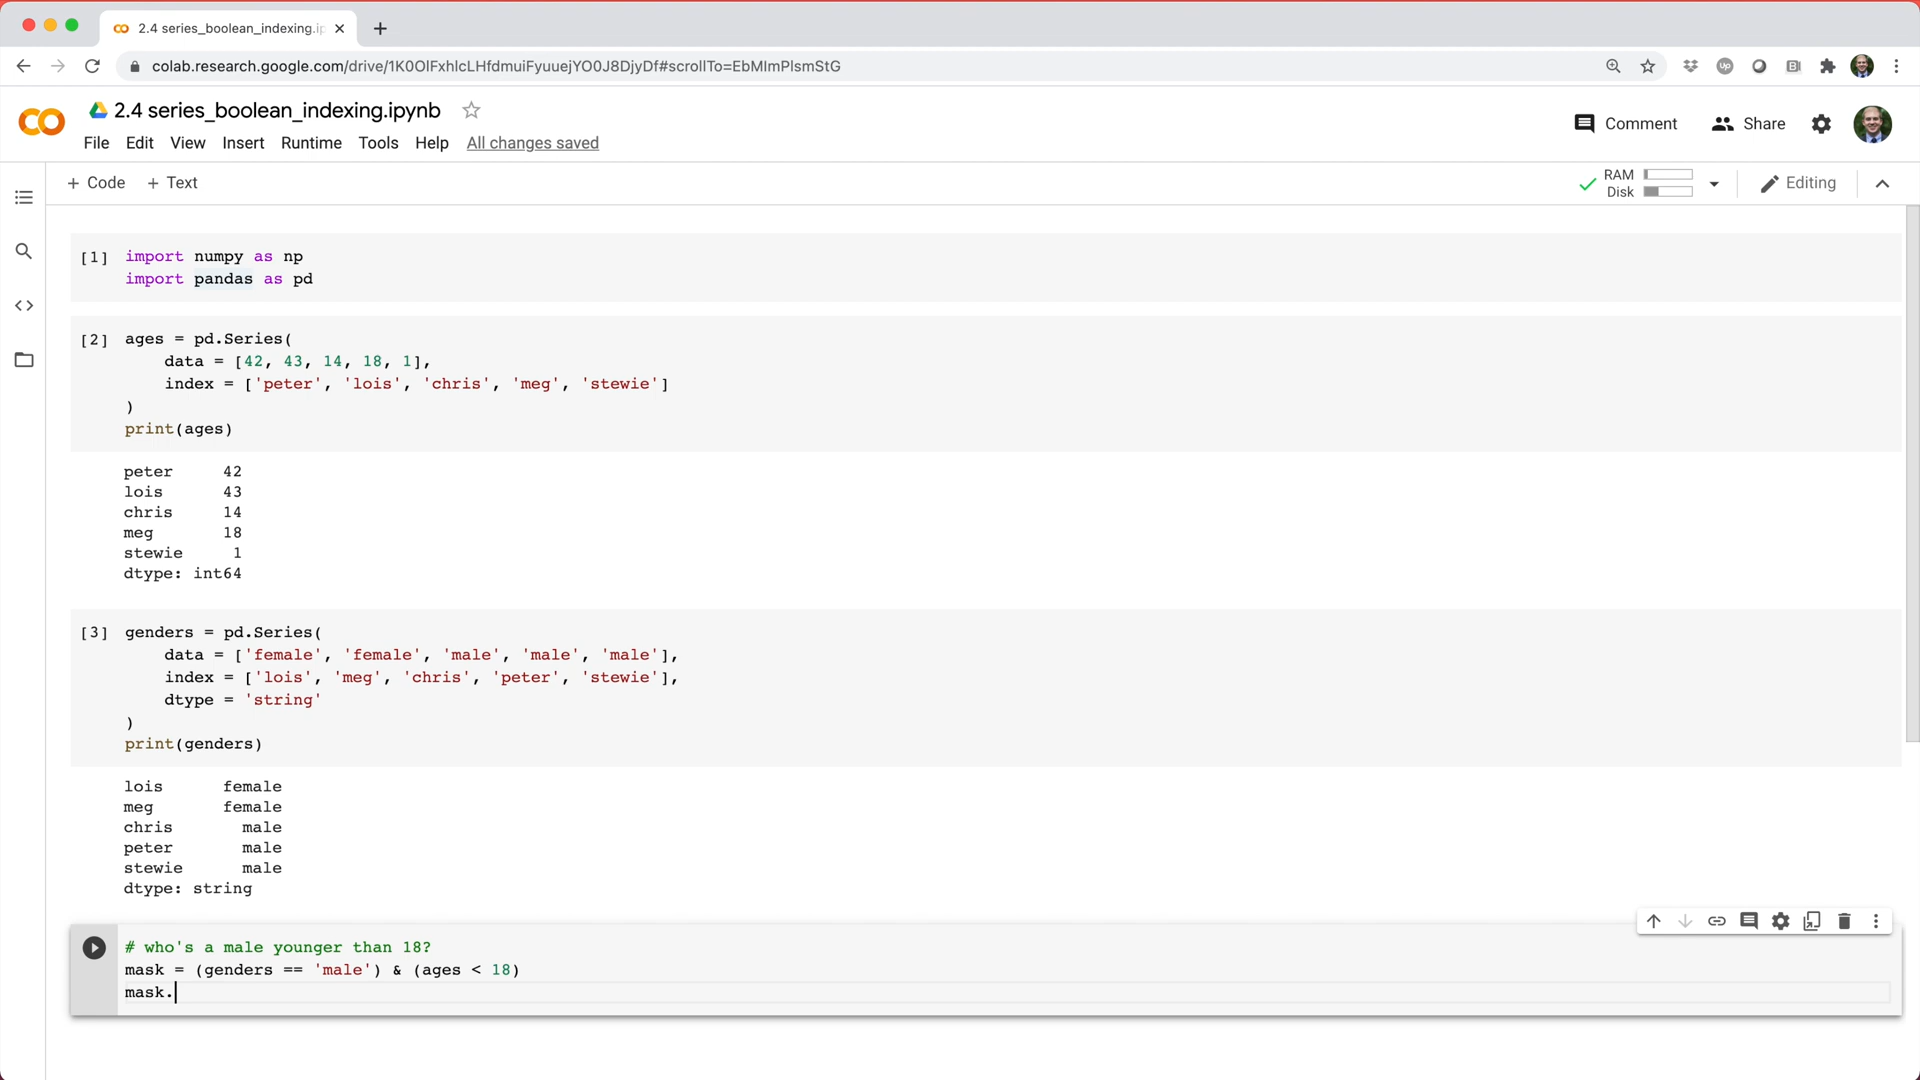 2.4 series_boolean_indexing.ip
colab.research.google.com/drive/1K0OlFxhlcLHfdmuiFyuuejYO0J8DjyDf#scrollTo=EbMImPlsmStG
2.4 series_boolean_indexing.ipynb
File Edit View Insert Runtime Tools Help All changes saved
Comment Share
+ Code + Text
RAM
Disk
Editing
[1] import numpy as np
import pandas as pd
[2] ages = pd.Series(
data = [42, 43, 14, 18, 1],
index = ['peter', 'lois', 'chris', 'meg', 'stewie']
)
print(ages)
peter 42
lois 43
chris 14
meg 18
stewie 1
dtype: int64
[3] genders = pd.Series(
data = ['female', 'female', 'male', 'male', 'male'],
index = ['lois', 'meg', 'chris', 'peter', 'stewie'],
dtype = 'string'
)
print(genders)
lois female
meg female
chris male
peter male
stewie male
dtype: string
# who's a male younger than 18?
mask = (genders == 'male') & (ages < 18)
mask.